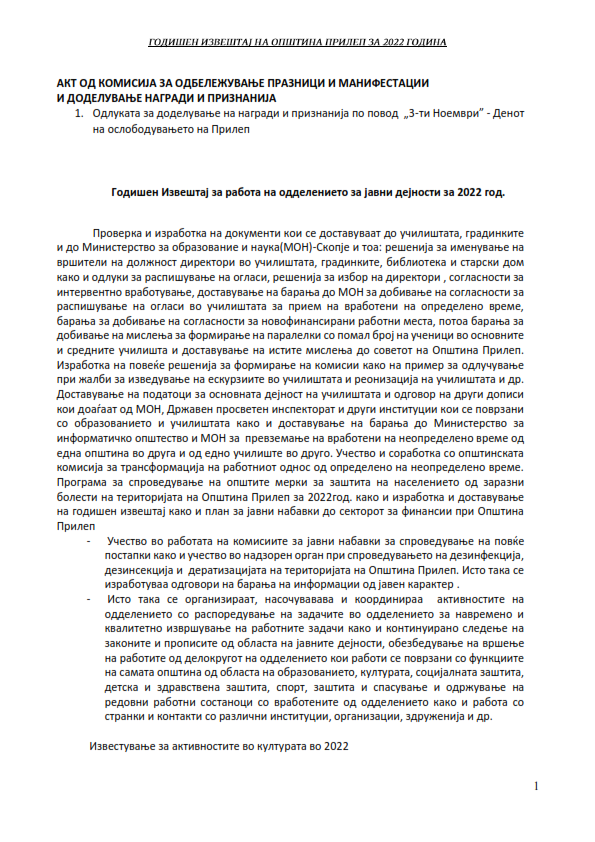 ГОДИШЕН ИЗВЕШТАЈ НА ОПШТИНА ПРИЛЕП ЗА 2022 ГОДИНА
АКТ ОД КОМИСИЈА ЗА ОДБЕЛЕЖУВАЊЕ ПРАЗНИЦИ И МАНИФЕСТАЦИИ
И ДОДЕЛУВАЊЕ НАГРАДИ И ПРИЗНАНИЈА
1. Одлуката за доделување на награди и признанија по повод „3-ти Ноември” - Денот
на ослободувањето на Прилеп
Годишен Извештај за работа на одделението за јавни дејности за 2022 год.
Проверка и изработка на документи кои се доставуваат до училиштата, градинките
и до Министерство за образование и наука(МОН)-Скопје и тоа: решенија за именување на
вршители на должност директори во училиштата, градинките, библиотека и старски дом
како и одлуки за распишување на огласи, решенија за избор на директори , согласности за
интервентно вработување, доставување на барања до МОН за добивање на согласности за
распишување на огласи во училиштата за прием на вработени на определено време,
барања за добивање на согласности за новофинансирани работни места, потоа барања за
добивање на мислења за формирање на паралелки со помал број на ученици во основните
и средните училишта и доставување на истите мислења до советот на Општина Прилеп.
Изработка на повеќе решенија за формирање на комисии како на пример за одлучување
при жалби за изведување на ескурзиите во училиштата и реонизација на училиштата и др.
Доставување на податоци за основната дејност на училиштата и одговор на други дописи
кои доаѓаат од МОН, Државен просветен инспекторат и други институции кои се поврзани
со образованието и училиштата како и доставување на барања до Министерство за
информатичко општество и МОН за превземање на вработени на неопределено време од
една општина во друга и од едно училиште во друго. Учество и соработка со општинската
комисија за трансформација на работниот однос од определено на неопределено време.
Програма за спроведување на општите мерки за заштита на населението од заразни
болести на територијата на Општина Прилеп за 2022год. како и изработка и доставување
на годишен извештај како и план за јавни набавки до секторот за финансии при Општина
Прилеп
- Учество во работата на комисиите за јавни набавки за спроведување на повќе
постапки како и учество во надзорен орган при спроведувањето на дезинфекција,
дезинсекција и дератизацијата на територијата на Општина Прилеп. Исто така се
изработуваа одговори на барања на информации од јавен карактер .
- Исто така се организираат, насочувавава и координираа активностите на
одделението со распоредување на задачите во одделението за навремено и
квалитетно извршување на работните задачи како и континуирано следење на
законите и прописите од областа на јавните дејности, обезбедување на вршење
на работите од делокругот на одделението кои работи се поврзани со функциите
на самата општина од областа на образованието, културата, социјалната заштита,
детска и здравствена заштита, спорт, заштита и спасување и одржување на
редовни работни состаноци со вработените од одделението како и работа со
странки и контакти со различни институции, организации, здруженија и др.
Известување за активностите во културата во 2022
1